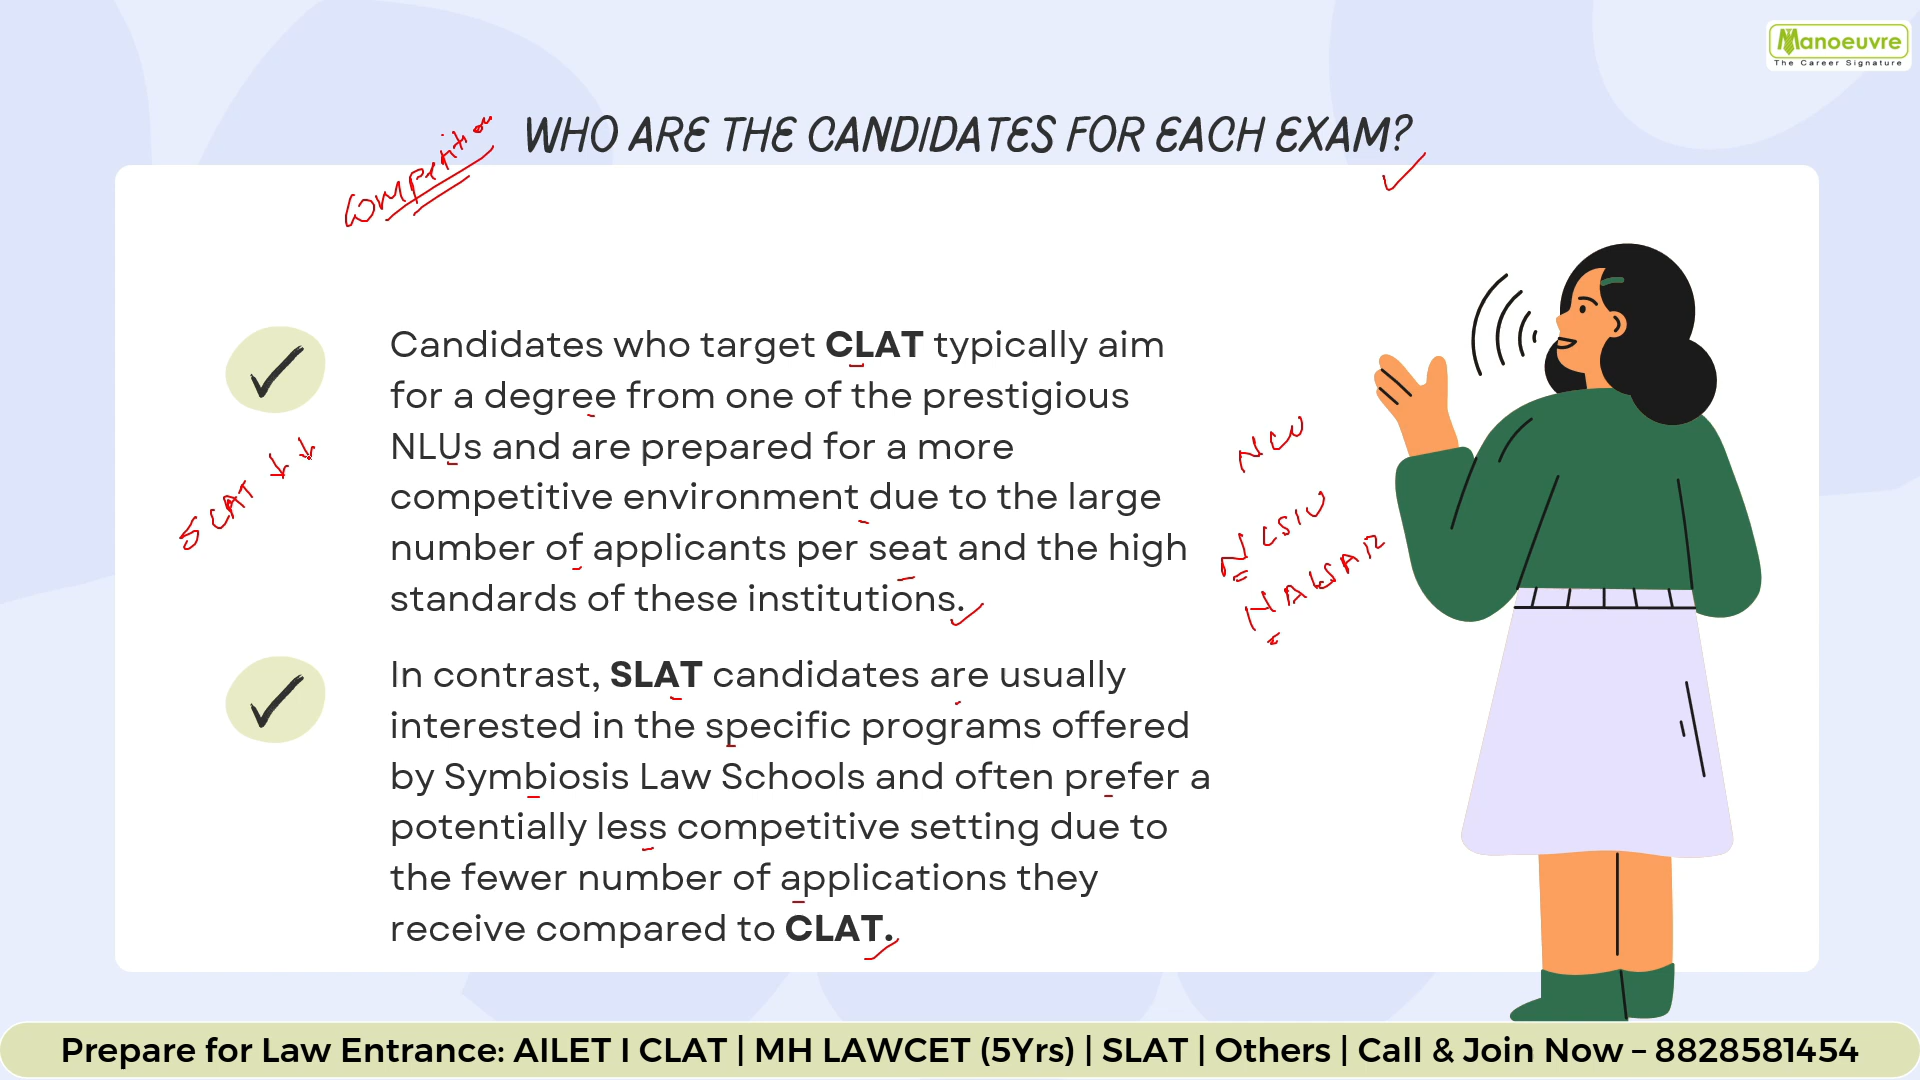 Manoeuvre
The Career Signature
WHO ARE THE CANDIDATES FOR EACH EXAM?
Competition
Candidates who target CLAT typically aim
for a degree from one of the prestigious
NLUs and are prepared for a more
competitive environment due to the large
number of applicants per seat and the high
standards of these institutions.
SLAT ↓ ↓
NLU
NLSIU
NALSAR
In contrast, SLAT candidates are usually
interested in the specific programs offered
by Symbiosis Law Schools and often prefer a
potentially less competitive setting due to
the fewer number of applications they
receive compared to CLAT.
Prepare for Law Entrance: AILET I CLAT | MH LAWCET (5Yrs) | SLAT | Others | Call & Join Now – 8828581454